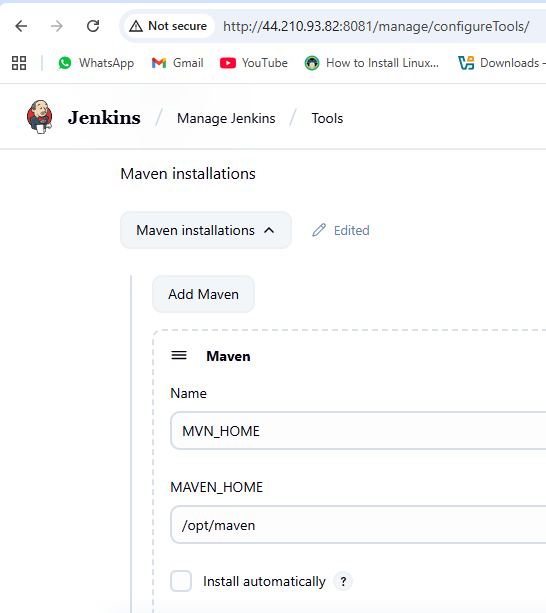 Not secure http://44.210.93.82:8081/manage/configureTools/
WhatsApp Gmail YouTube How to Install Linux... Downloads –
Jenkins / Manage Jenkins / Tools
Maven installations
Maven installations Edited
Add Maven
Maven
Name
MVN_HOME
MAVEN_HOME
/opt/maven
Install automatically ?